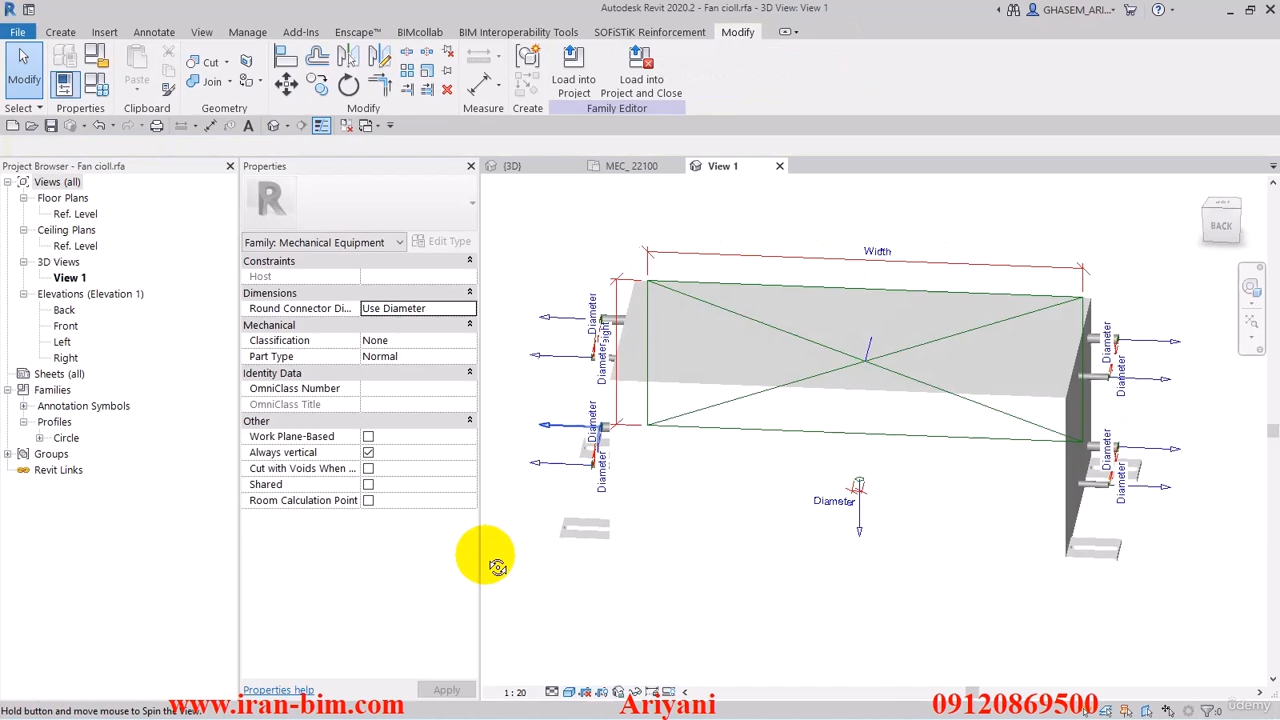 Autodesk Revit 2020.2 - Fan cioll.rfa - 3D View: View 1
GHASEM_ARI...
File Create Insert Annotate View Manage Add-Ins Enscape™ BIMcollab BIM Interoperability Tools SOFiSTiK Reinforcement Modify
Modify
Paste
Cut
Join
Load into
Project
Load into
Project and Close
Select Properties Clipboard Geometry Modify Measure Create Family Editor
Project Browser - Fan cioll.rfa
Views (all)
Floor Plans
Ref. Level
Ceiling Plans
Ref. Level
3D Views
View 1
Elevations (Elevation 1)
Back
Front
Left
Right
Sheets (all)
Families
Annotation Symbols
Profiles
Circle
Groups
Revit Links
Properties
Family: Mechanical Equipment
Edit Type
Constraints
Host
Dimensions
Round Connector Di... Use Diameter
Mechanical
Classification None
Part Type Normal
Identity Data
OmniClass Number
OmniClass Title
Other
Work Plane-Based
Always vertical
Cut with Voids When ...
Shared
Room Calculation Point
Properties help
Apply
{3D}
MEC_ 22100
View 1
BACK
Width
Diameter
Diameter
Diameter
Diameter
Diameter
Diameter
Diameter
Diameter
Diameter
1 : 20
Hold button and move mouse to Spin the View.
:0
www.iran-bim.com Ariyani 09120869500
udemy